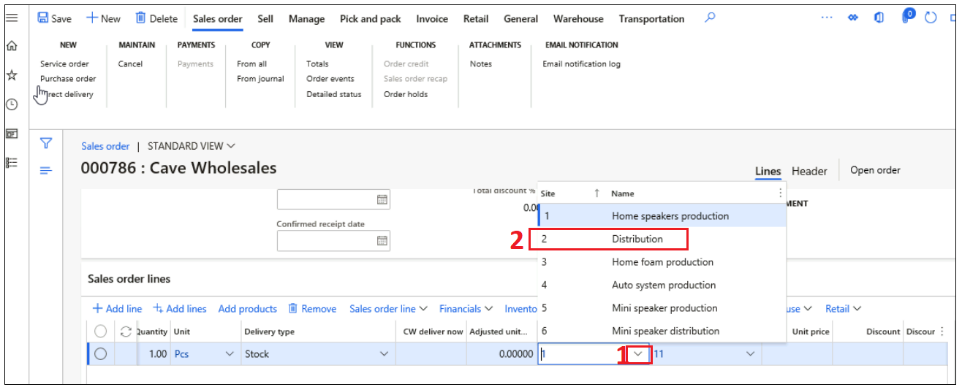 Save New Delete Sales order Sell Manage Pick and pack Invoice Retail General Warehouse Transportation ... 0
NEW MAINTAIN PAYMENTS COPY VIEW FUNCTIONS ATTACHMENTS EMAIL NOTIFICATION
Service order Cancel Payments From all Totals Order credit Notes Email notification log
Purchase order From journal Order events Sales order recap
rect delivery Detailed status Order holds
Sales order | STANDARD VIEW
000786 : Cave Wholesales
Lines Header Open order
Total discount % Site Name
MENT
0.00 1 Home speakers production
Confirmed receipt date
2 2 Distribution
3 Home foam production
Sales order lines
4 Auto system production
Add line Add lines Add products Remove Sales order line Financials Invento 5 Mini speaker production use Retail
Quantity Unit Delivery type CW deliver now Adjusted unit... 6 Mini speaker distribution Unit price Discount Discour
1.00 Pcs Stock 0.00000 1 1 11